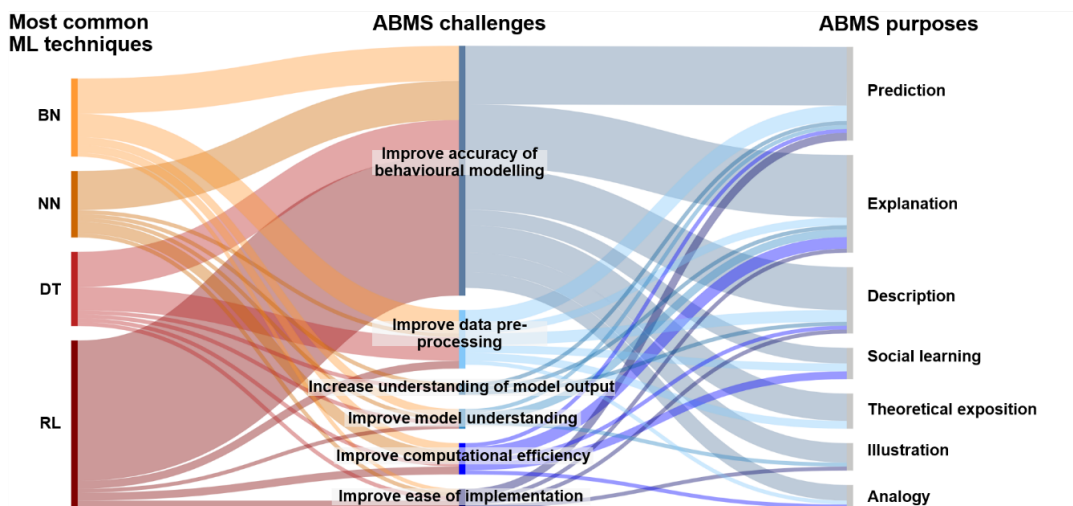 Most common
ML techniques
ABMS challenges
ABMS purposes
BN
NN
DT
RL
Improve accuracy of
behavioural modelling
Improve data pre-
processing
Increase understanding of model output
Improve model understanding
Improve computational efficiency
Improve ease of implementation
Prediction
Explanation
Description
Social learning
Theoretical exposition
Illustration
Analogy